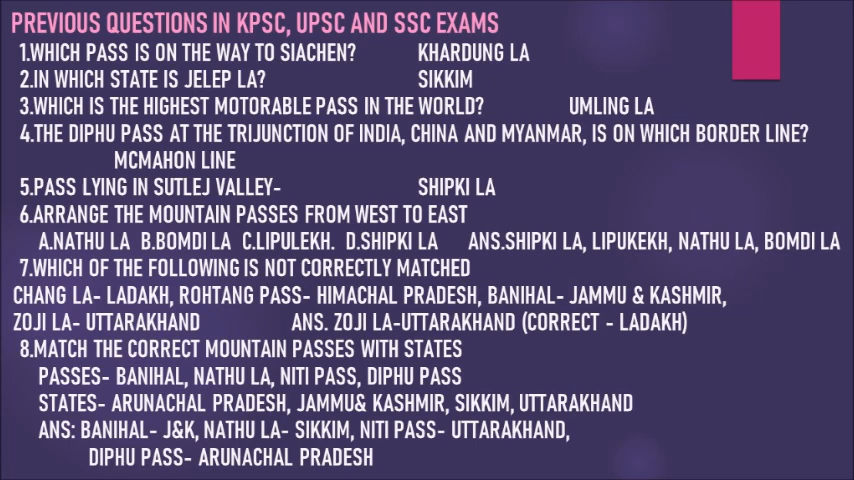 PREVIOUS QUESTIONS IN KPSC, UPSC AND SSC EXAMS
1.WHICH PASS IS ON THE WAY TO SIACHEN? KHARDUNG LA
2.IN WHICH STATE IS JELEP LA? SIKKIM
3.WHICH IS THE HIGHEST MOTORABLE PASS IN THE WORLD? UMLING LA
4.THE DIPHU PASS AT THE TRIJUNCTION OF INDIA, CHINA AND MYANMAR, IS ON WHICH BORDER LINE?
MCMAHON LINE
5.PASS LYING IN SUTLEJ VALLEY- SHIPKI LA
6.ARRANGE THE MOUNTAIN PASSES FROM WEST TO EAST
A.NATHU LA B.BOMDI LA C.LIPULEKH. D.SHIPKI LA ANS.SHIPKI LA, LIPUKEKH, NATHU LA, BOMDI LA
7.WHICH OF THE FOLLOWING IS NOT CORRECTLY MATCHED
CHANG LA- LADAKH, ROHTANG PASS- HIMACHAL PRADESH, BANIHAL- JAMMU & KASHMIR,
ZOJI LA- UTTARAKHAND ANS. ZOJI LA-UTTARAKHAND (CORRECT - LADAKH)
8.MATCH THE CORRECT MOUNTAIN PASSES WITH STATES
PASSES- BANIHAL, NATHU LA, NITI PASS, DIPHU PASS
STATES- ARUNACHAL PRADESH, JAMMU& KASHMIR, SIKKIM, UTTARAKHAND
ANS: BANIHAL- J&K, NATHU LA- SIKKIM, NITI PASS- UTTARAKHAND,
DIPHU PASS- ARUNACHAL PRADESH